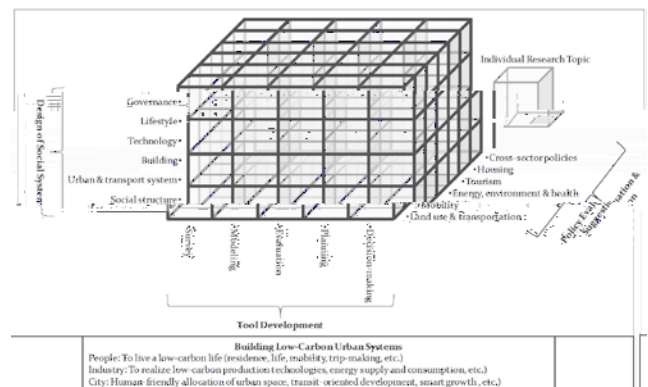 Individual Research Topic
Design of Social System
Governance•
Lifestyle•
Technology•
Building•
Urban & transport system•
Social structure•
•Cross-sector policies
•Housing
•Tourism
•Energy, environment & health
•Mobility
•Land use & transportation
Policy Evaluation &
Suggestion
•Survey
•Modeling
•Evaluation
•Planning
•Decision-making
Tool Development
Building Low-Carbon Urban Systems
People: To live a low-carbon life (residence, life, mobility, trip-making, etc.)
Industry: To realize low-carbon production technologies, energy supply and consumption, etc.)
City: Human-friendly allocation of urban space, transit-oriented development, smart growth, etc.)